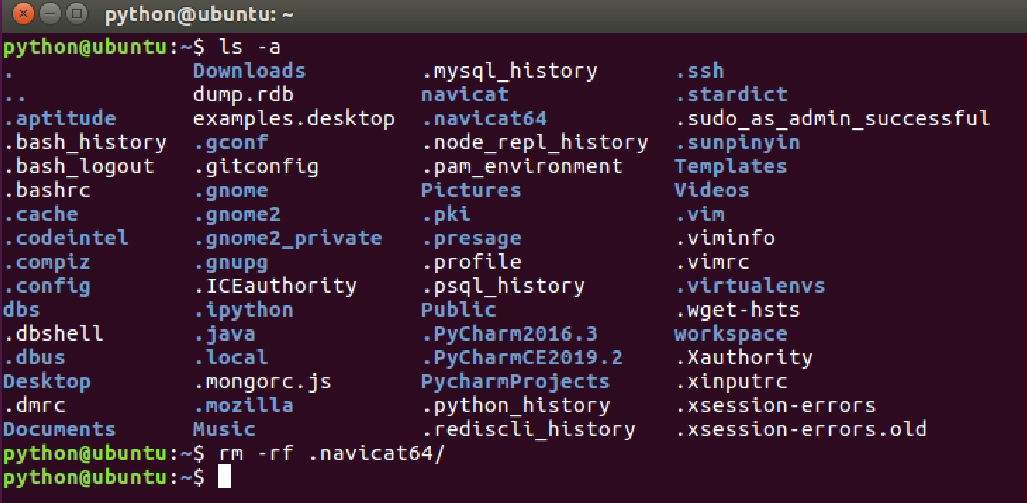 python@ubuntu: ~
python@ubuntu:~$ ls -a
. Downloads .mysql_history .ssh
.. dump.rdb navicat .stardict
.aptitude examples.desktop .navicat64 .sudo_as_admin_successful
.bash_history .gconf .node_repl_history .sunpinyin
.bash_logout .gitconfig .pam_environment Templates
.bashrc .gnome Pictures Videos
.cache .gnome2 .pki .vim
.codeintel .gnome2_private .presage .viminfo
.compiz .gnupg .profile .vimrc
.config .ICEauthority .psql_history .virtualenvs
dbs .ipython Public .wget-hsts
.dbshell .java .PyCharm2016.3 workspace
.dbus .local .PyCharmCE2019.2 .Xauthority
Desktop .mongorc.js PycharmProjects .xinputrc
.dmrc .mozilla .python_history .xsession-errors
Documents Music .rediscli_history .xsession-errors.old
python@ubuntu:~$ rm -rf .navicat64/
python@ubuntu:~$